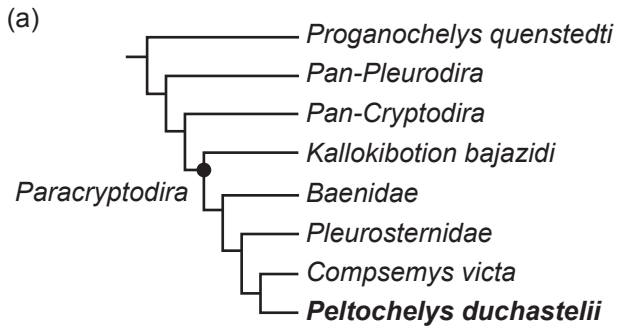 (a)
Proganochelys quenstedti
Pan-Pleurodira
Pan-Cryptodira
Kallokibotion bajazidi
Paracryptodira
Baenidae
Pleurosternidae
Compsemys victa
Peltochelys duchastelii